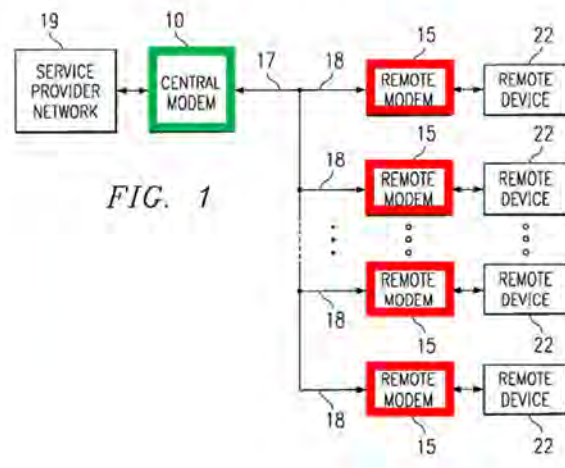 19
10
15
22
SERVICE
PROVIDER
NETWORK
CENTRAL
MODEM
17
18
REMOTE
MODEM
REMOTE
DEVICE
15
22
18
REMOTE
MODEM
REMOTE
DEVICE
FIG. 1
REMOTE
MODEM
REMOTE
DEVICE
18
15
22
REMOTE
MODEM
REMOTE
DEVICE
18
15
22